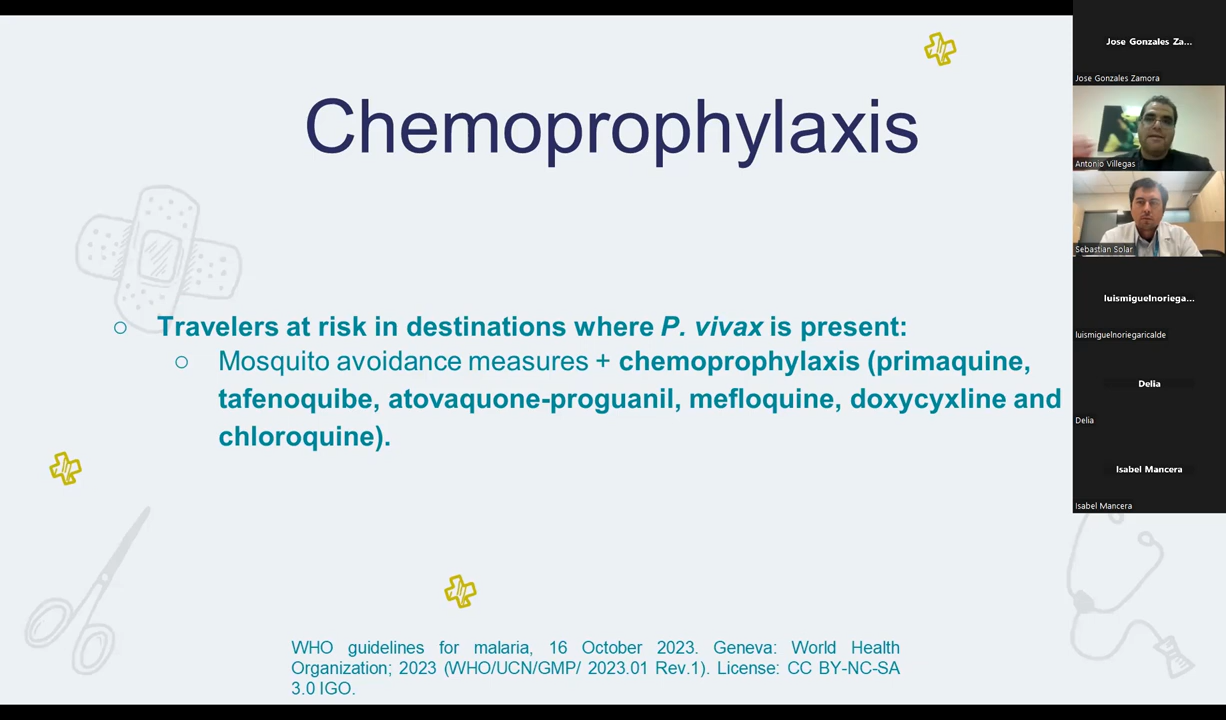 Chemoprophylaxis
Travelers at risk in destinations where P. vivax is present:
Mosquito avoidance measures + chemoprophylaxis (primaquine,
tafenoquibe, atovaquone-proguanil, mefloquine, doxycyxline and
chloroquine).
WHO guidelines for malaria, 16 October 2023. Geneva: World Health
Organization; 2023 (WHO/UCN/GMP/ 2023.01 Rev.1). License: CC BY-NC-SA
3.0 IGO.
Jose Gonzales Za...
Jose Gonzales Zamora
Antonio Villegas
Sebastian Solar
luismiguelnoriega...
luismiguelnoriegaricalde
Delia
Delia
Isabel Mancera
Isabel Mancera